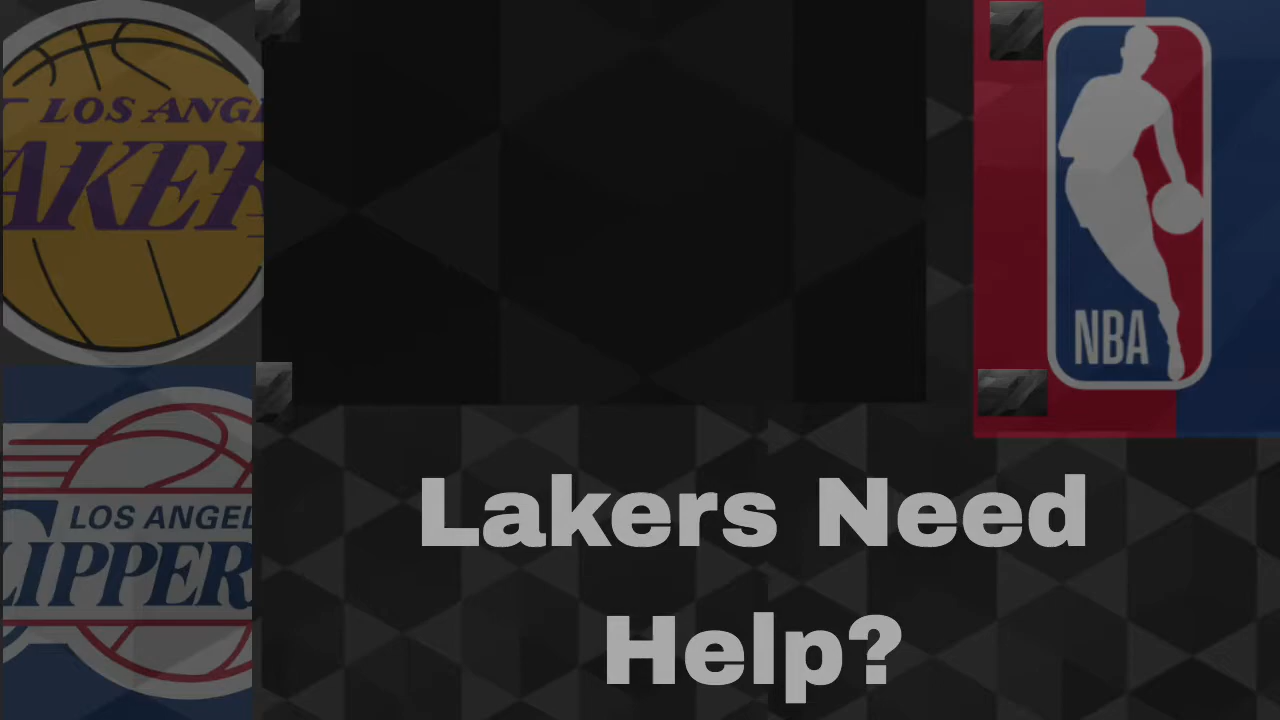 LOS ANGE
AKER
NBA
LOS ANGEL
LIPPER
Lakers Need
Help?